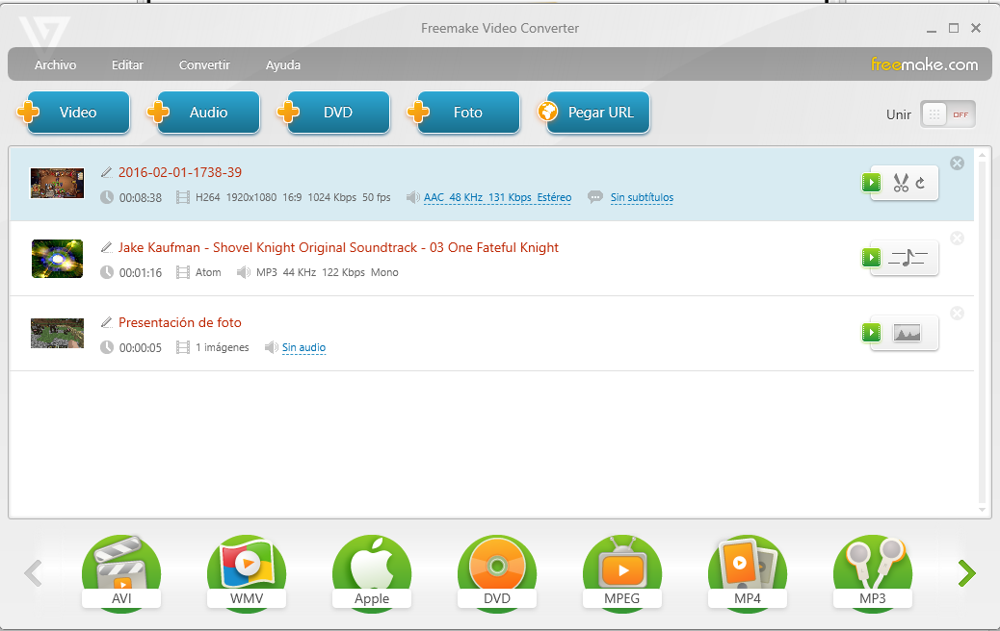 Freemake Video Converter
Archivo Editar Convertir Ayuda freemake.com
Video Audio DVD Foto Pegar URL Unir OFF
2016-02-01-1738-39
00:08:38 H264 1920x1080 16:9 1024 Kbps 50 fps AAC 48 KHz 131 Kbps Estéreo Sin subtítulos
Jake Kaufman - Shovel Knight Original Soundtrack - 03 One Fateful Knight
00:01:16 Atom MP3 44 KHz 122 Kbps Mono
Presentación de foto
00:00:05 1 imágenes Sin audio
AVI WMV Apple DVD MPEG MP4 MP3